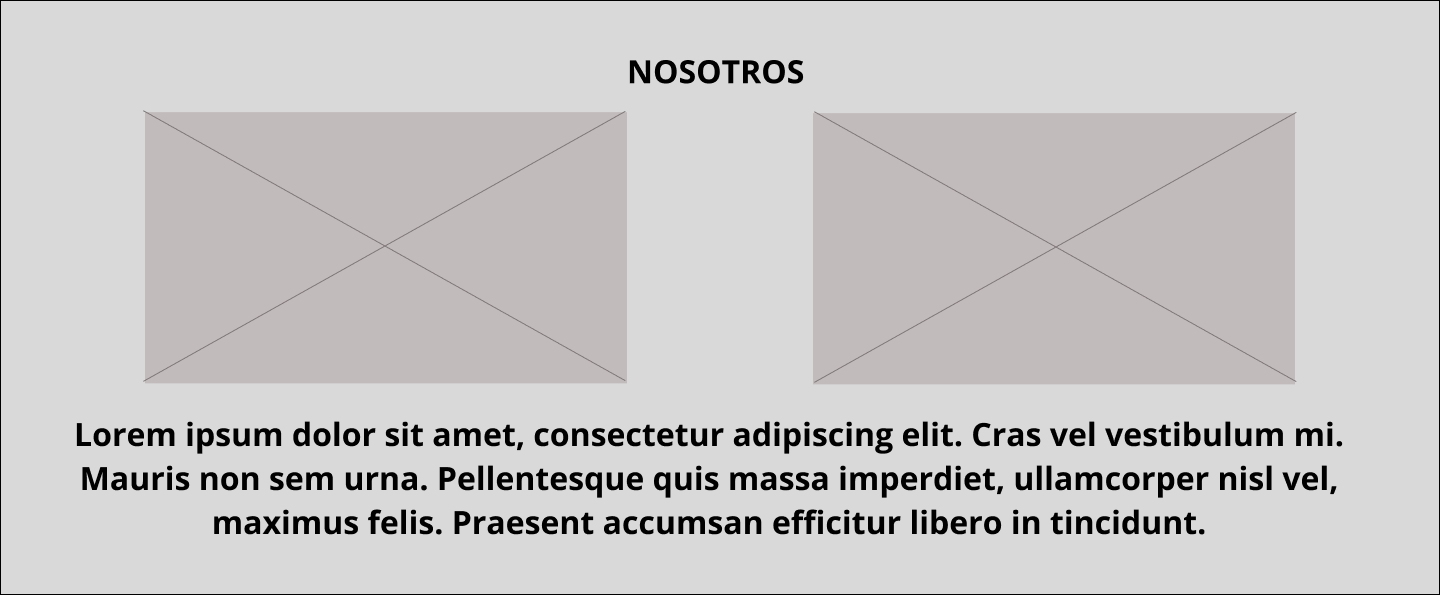 NOSOTROS
Lorem ipsum dolor sit amet, consectetur adipiscing elit. Cras vel vestibulum mi.
Mauris non sem urna. Pellentesque quis massa imperdiet, ullamcorper nisl vel,
maximus felis. Praesent accumsan efficitur libero in tincidunt.